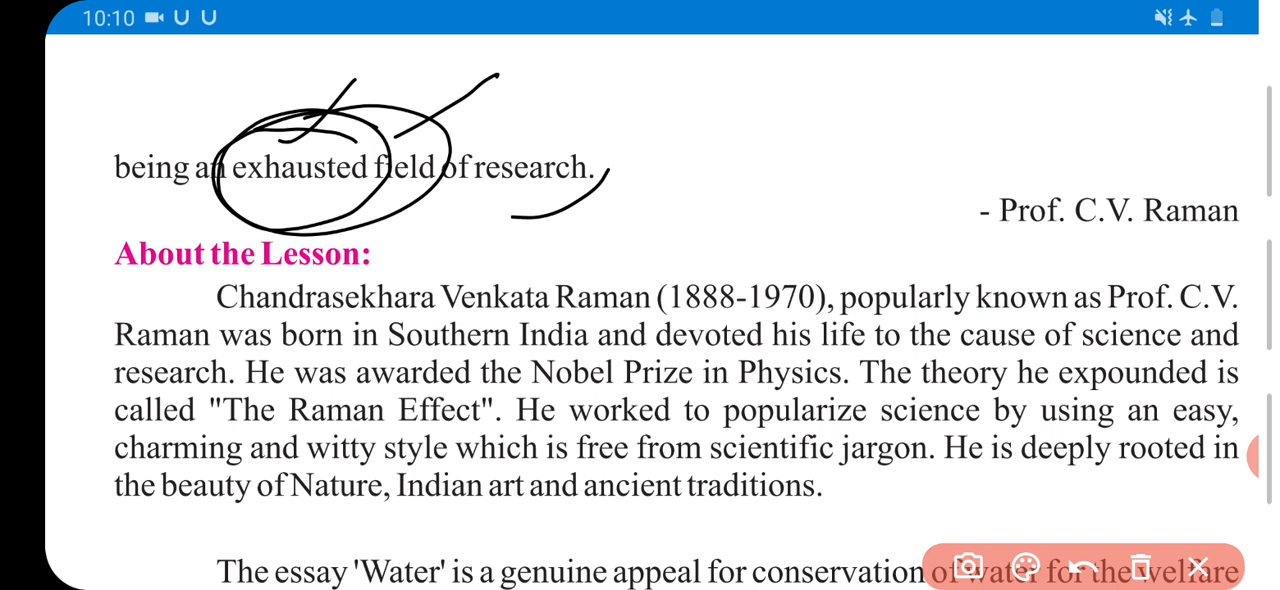 10:10
being an exhausted field of research.
- Prof. C.V. Raman
About the Lesson:
Chandrasekhara Venkata Raman (1888-1970), popularly known as Prof. C.V.
Raman was born in Southern India and devoted his life to the cause of science and
research. He was awarded the Nobel Prize in Physics. The theory he expounded is
called "The Raman Effect". He worked to popularize science by using an easy,
charming and witty style which is free from scientific jargon. He is deeply rooted in
the beauty of Nature, Indian art and ancient traditions.
The essay 'Water' is a genuine appeal for conservation of water for the welfare